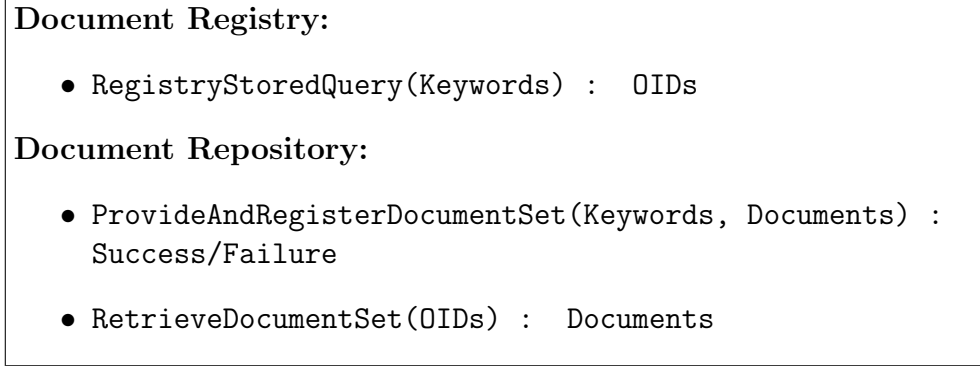 Document Registry:
• RegistryStoredQuery(Keywords) : OIDs
Document Repository:
• ProvideAndRegisterDocumentSet(Keywords, Documents) :
Success/Failure
• RetrieveDocumentSet(OIDs) : Documents